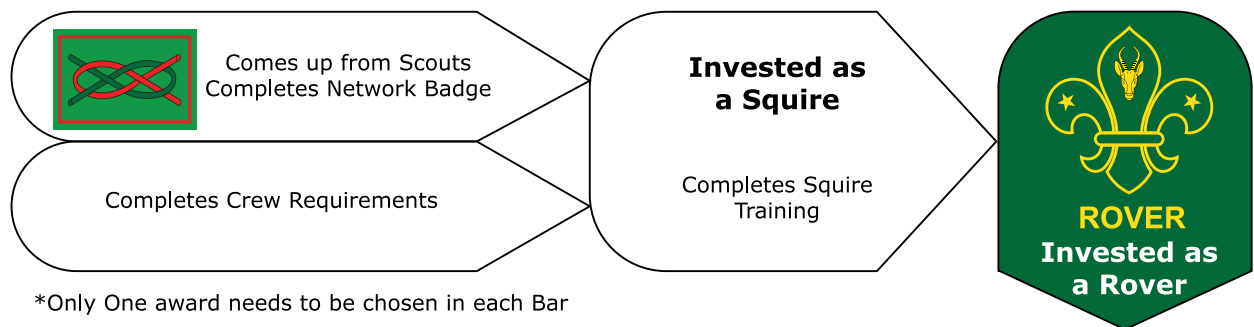 Comes up from Scouts
Completes Network Badge
Completes Crew Requirements
Invested as
a Squire
Completes Squire
Training
ROVER
Invested as
a Rover
*Only One award needs to be chosen in each Bar